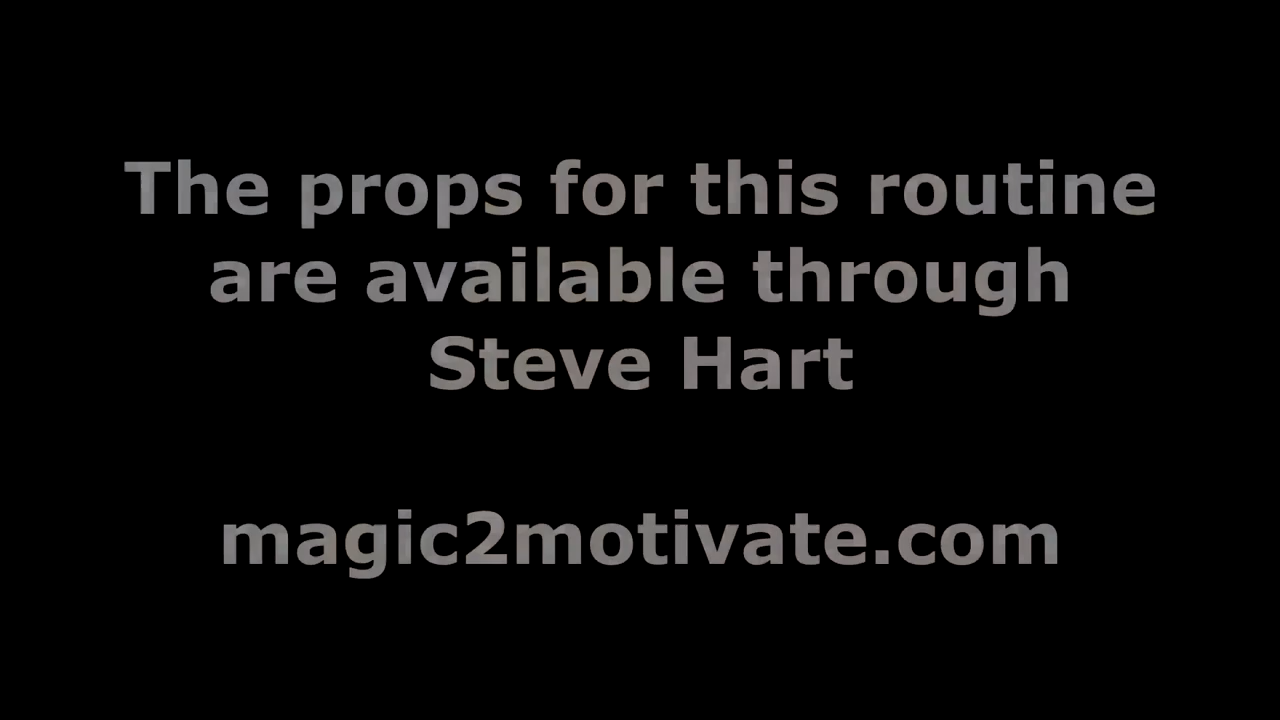 The props for this routine
are available through
Steve Hart
magic2motivate.com